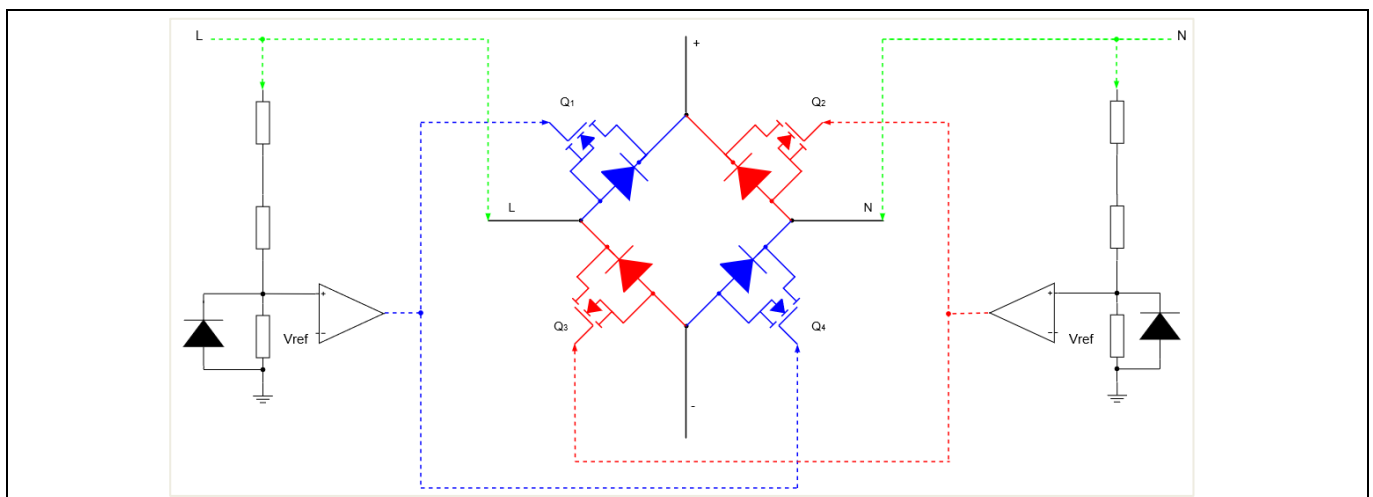 L
N
+
Q1
Q2
L
N
+
+
Vref
--
Q3
Q4
--
Vref
-